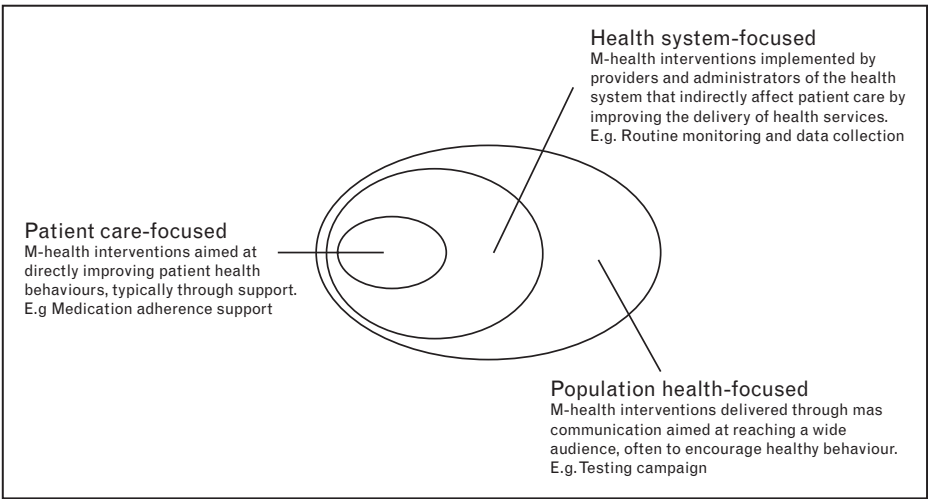 Health system-focused
M-health interventions implemented by
providers and administrators of the health
system that indirectly affect patient care by
improving the delivery of health services.
E.g. Routine monitoring and data collection
Patient care-focused
M-health interventions aimed at
directly improving patient health
behaviours, typically through support.
E.g Medication adherence support
Population health-focused
M-health interventions delivered through mas
communication aimed at reaching a wide
audience, often to encourage healthy behaviour.
E.g. Testing campaign